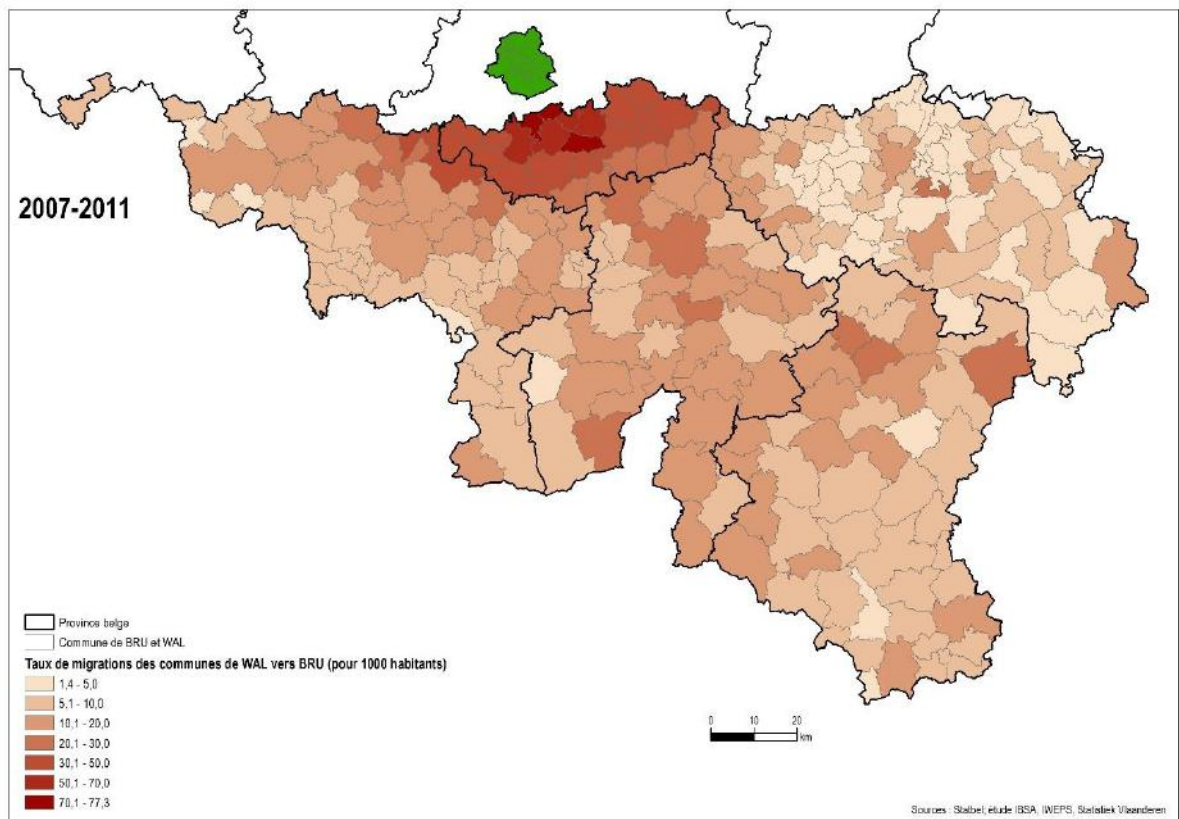 2007-2011
Province belge
Commune de BRU et WAL
Taux de migrations des communes de WAL vers BRU (pour 1000 habitants)
1,4 - 5,0
5,1 - 10,0
10,1 - 20,0
20,1 - 30,0
30,1 - 50,0
50,1 - 70,0
70,1 - 77,3
0 10 20
km
Sources : Statbel; étude IBSA, IWEPS, Statistiek Vlaanderen